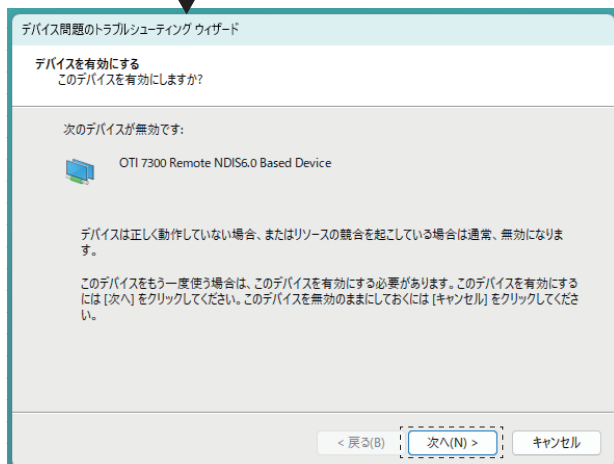 デバイス問題のトラブルシューティング ウィザード
デバイスを有効にする
このデバイスを有効にしますか?
次のデバイスが無効です:
OTI 7300 Remote NDIS6.0 Based Device
デバイスは正しく動作していない場合、またはリソースの競合を起こしている場合は通常、無効になりま
す。
このデバイスをもう一度使う場合は、このデバイスを有効にする必要があります。このデバイスを有効にする
には [次へ] をクリックしてください。このデバイスを無効のままにしておくには [キャンセル] をクリックしてくださ
い。
< 戻る(B)
次へ(N) >
キャンセル